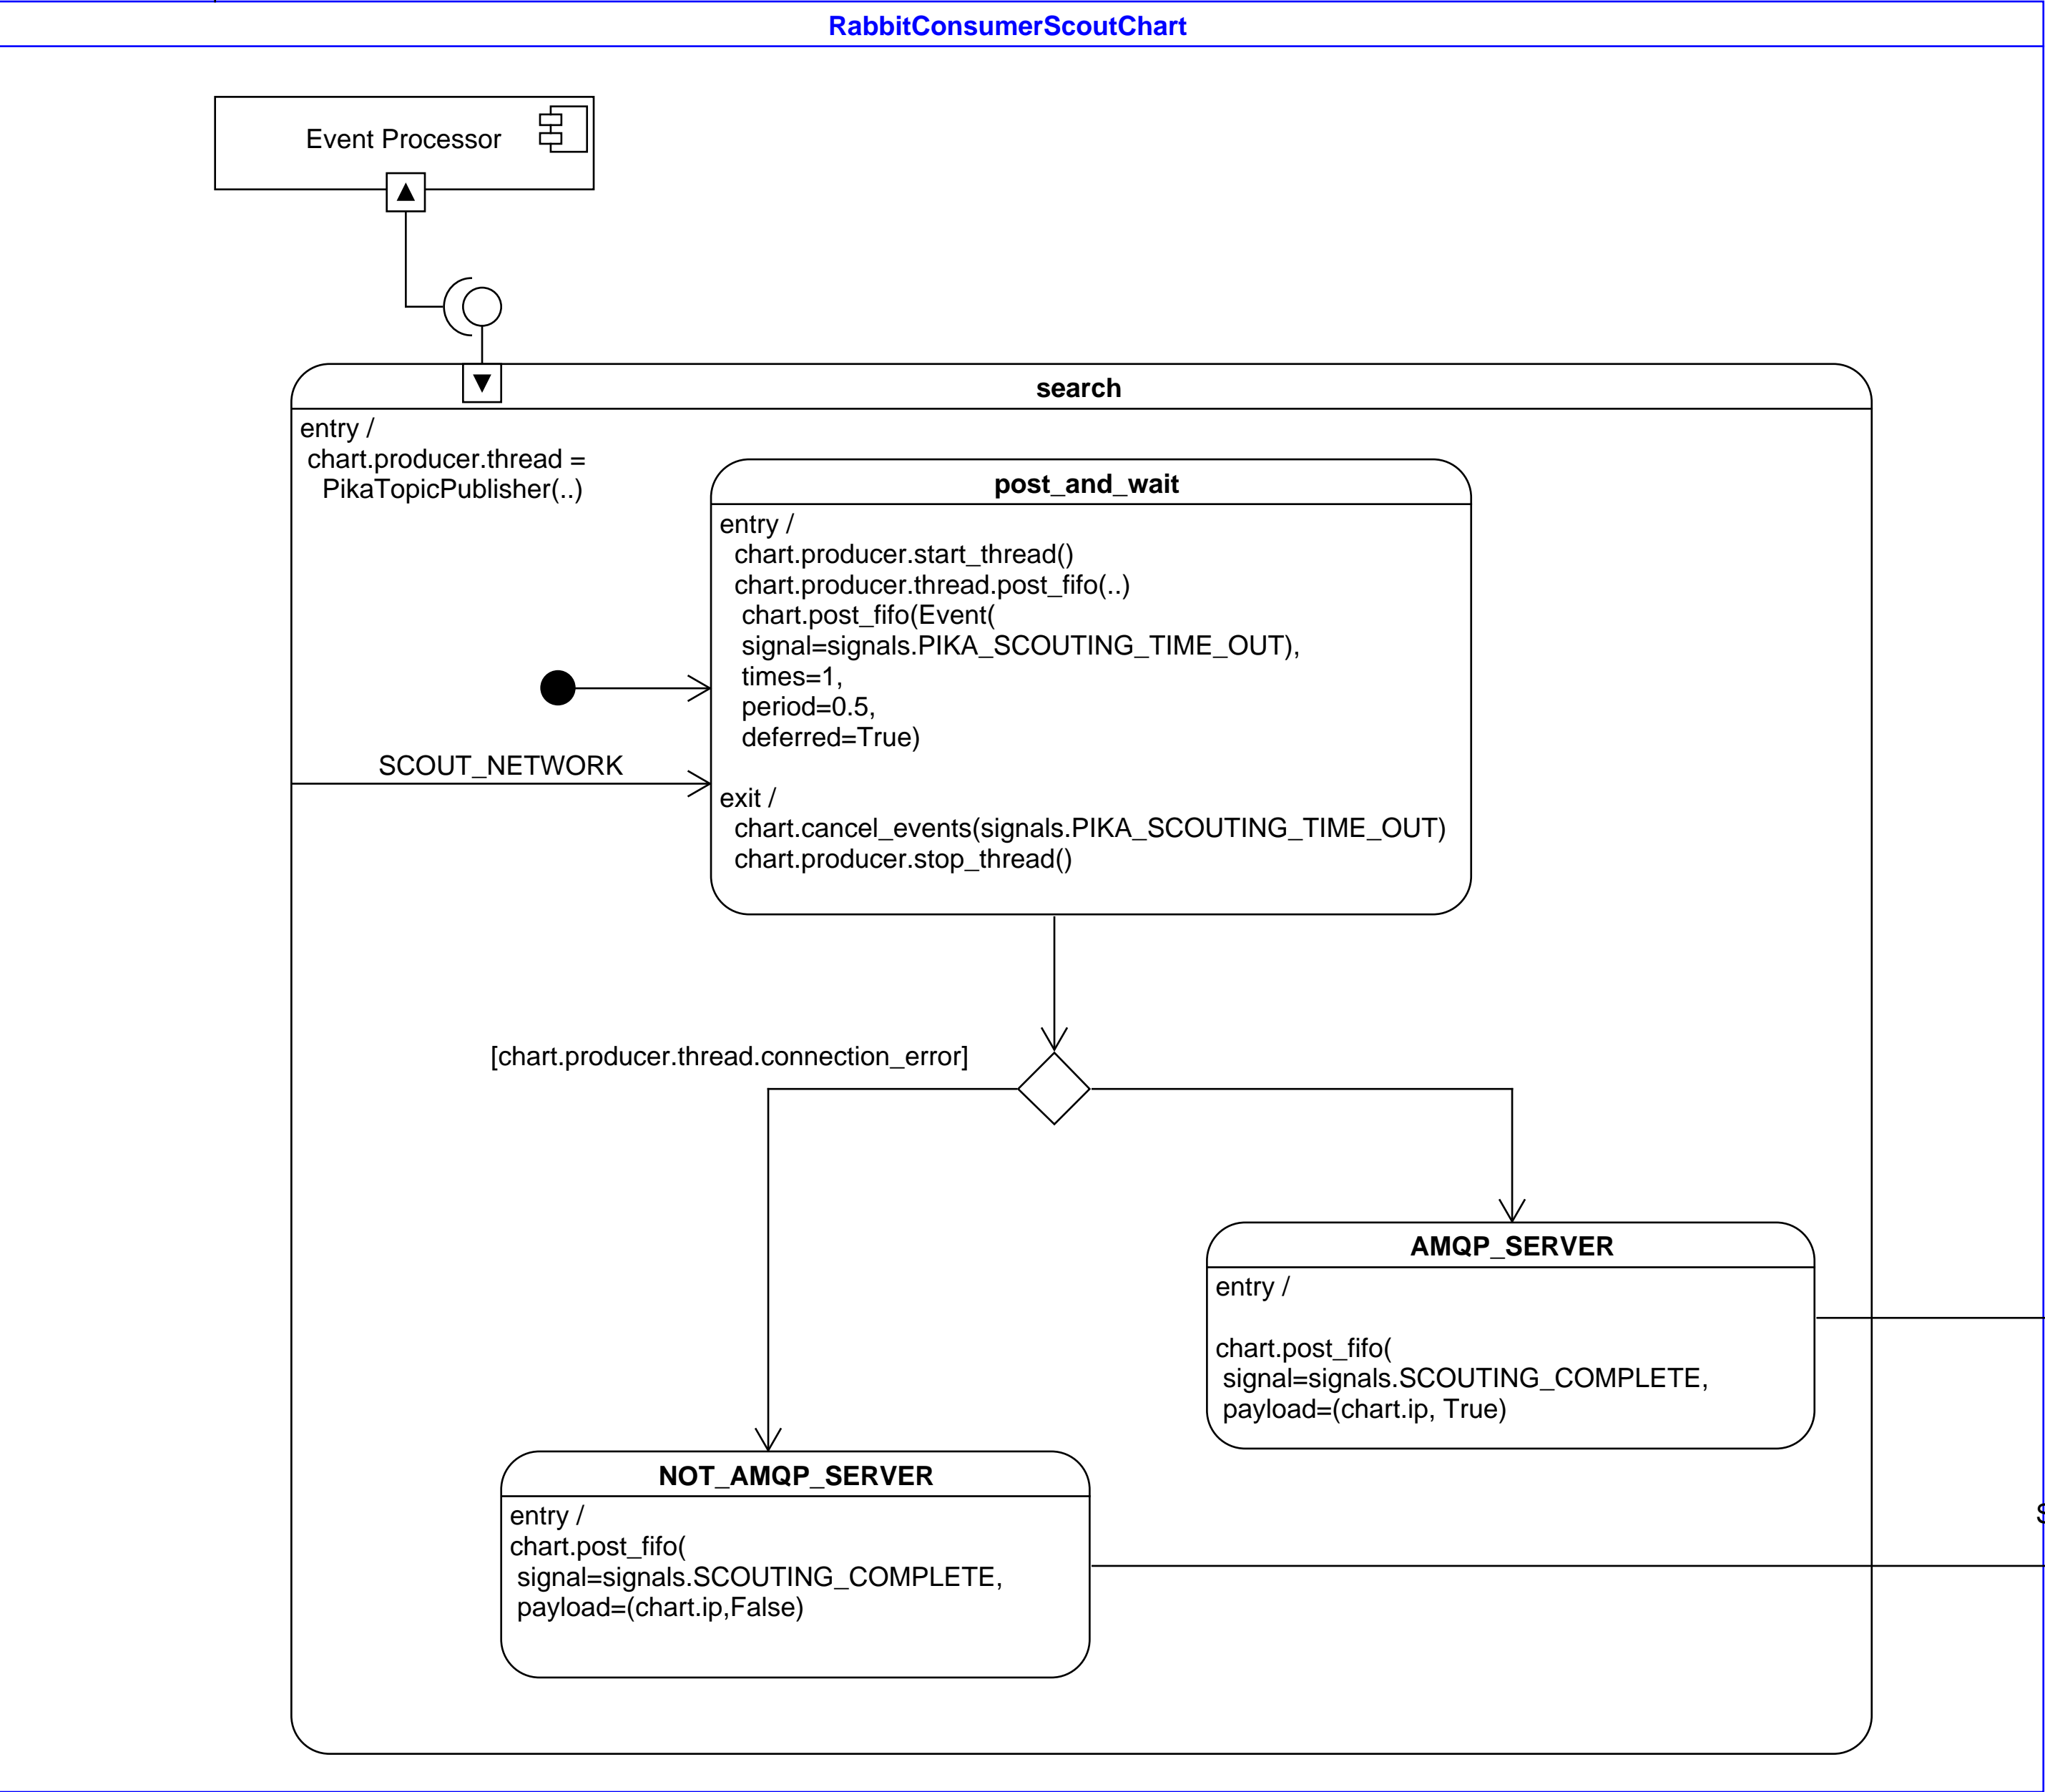 RabbitConsumerScoutChart
Event Processor
search
entry /
chart.producer.thread =
PikaTopicPublisher(..)
post_and_wait
entry /
chart.producer.start_thread()
chart.producer.thread.post_fifo(..)
chart.post_fifo(Event(
signal=signals.PIKA_SCOUTING_TIME_OUT),
times=1,
period=0.5,
deferred=True)
exit /
chart.cancel_events(signals.PIKA_SCOUTING_TIME_OUT)
chart.producer.stop_thread()
SCOUT_NETWORK
[chart.producer.thread.connection_error]
AMQP_SERVER
entry /
chart.post_fifo(
signal=signals.SCOUTING_COMPLETE,
payload=(chart.ip, True)
NOT_AMQP_SERVER
entry /
chart.post_fifo(
signal=signals.SCOUTING_COMPLETE,
payload=(chart.ip,False)